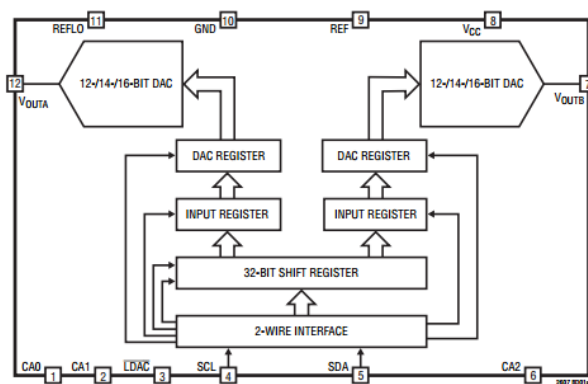 REFLO 11
GND 10
REF 9
VCC 8
12-/14-/16-BIT DAC
12-/14-/16-BIT DAC
12 VOUTA
VOUTB 7
DAC REGISTER
DAC REGISTER
INPUT REGISTER
INPUT REGISTER
32-BIT SHIFT REGISTER
2-WIRE INTERFACE
CA0 1
CA1 2
L̅D̅A̅C̅ 3
SCL 4
SDA 5
CA2 6